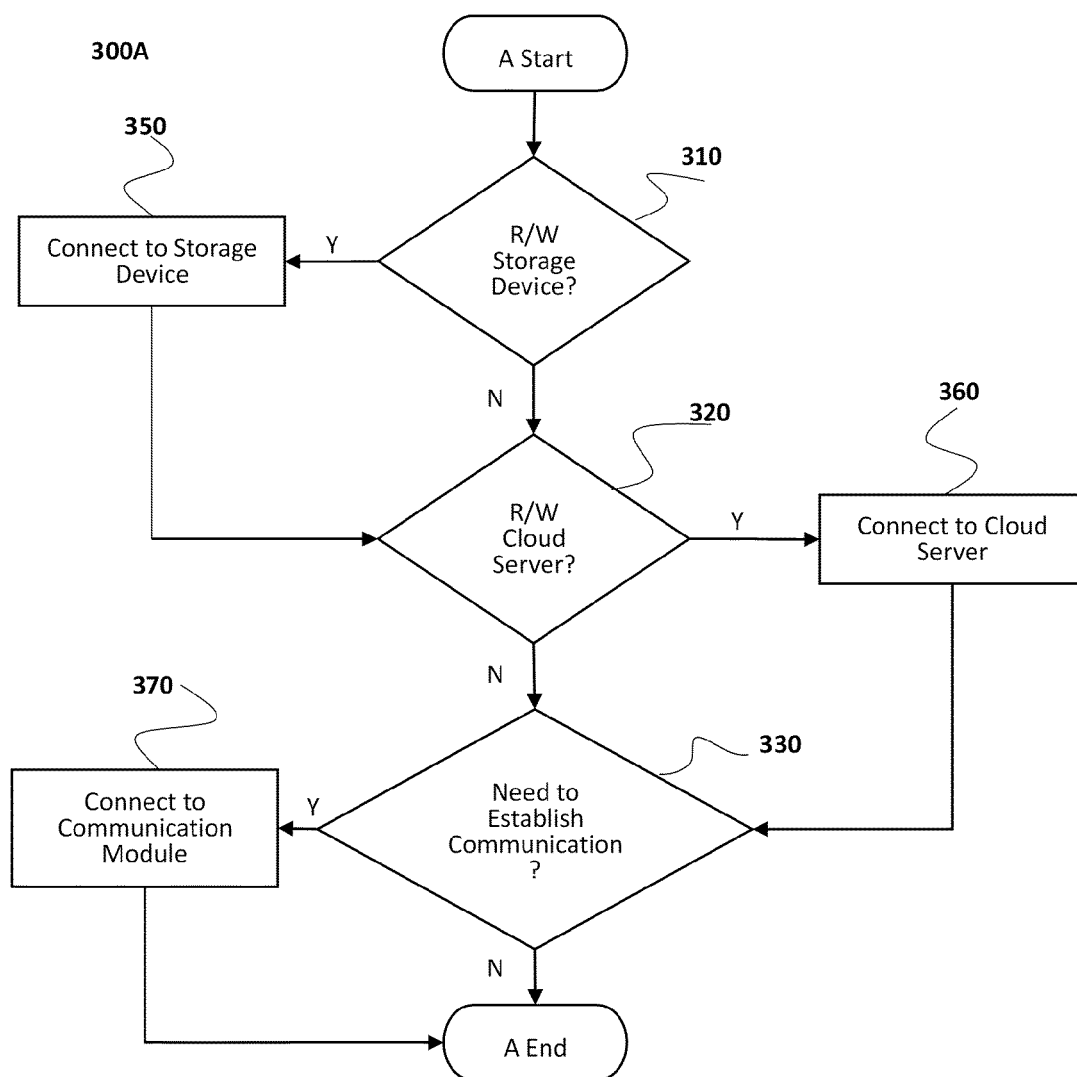 300A
A Start
350
310
Connect to Storage
Device
Y
R/W
Storage
Device?
N
320
360
R/W
Cloud
Server?
Y
Connect to Cloud
Server
N
370
330
Connect to
Communication
Module
Y
Need to
Establish
Communication
?
N
A End